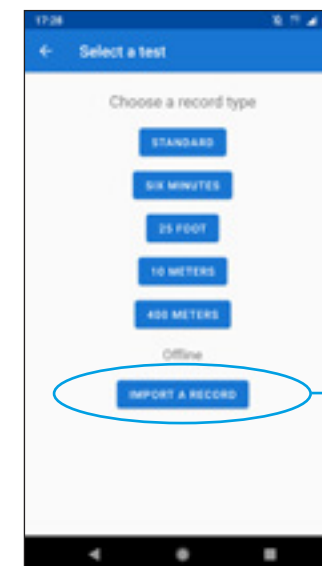 17:28
Select a test
Choose a record type
STANDARD
SIX MINUTES
25 FOOT
10 METERS
400 METERS
Offline
IMPORT A RECORD